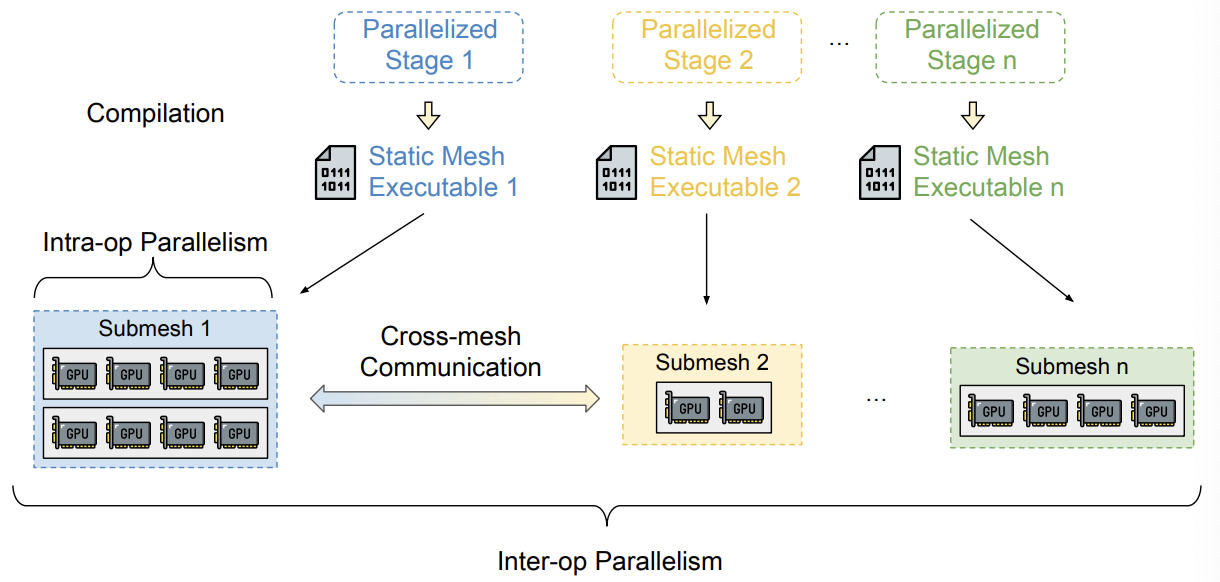 Parallelized
Stage 1
Parallelized
Stage 2
...
Parallelized
Stage n
Compilation
0111
1011
Static Mesh
Executable 1
0111
1011
Static Mesh
Executable 2
0111
1011
Static Mesh
Executable n
Intra-op Parallelism
Submesh 1
GPU GPU GPU GPU
GPU GPU GPU GPU
Cross-mesh
Communication
Submesh 2
GPU GPU
...
Submesh n
GPU GPU GPU GPU
Inter-op Parallelism